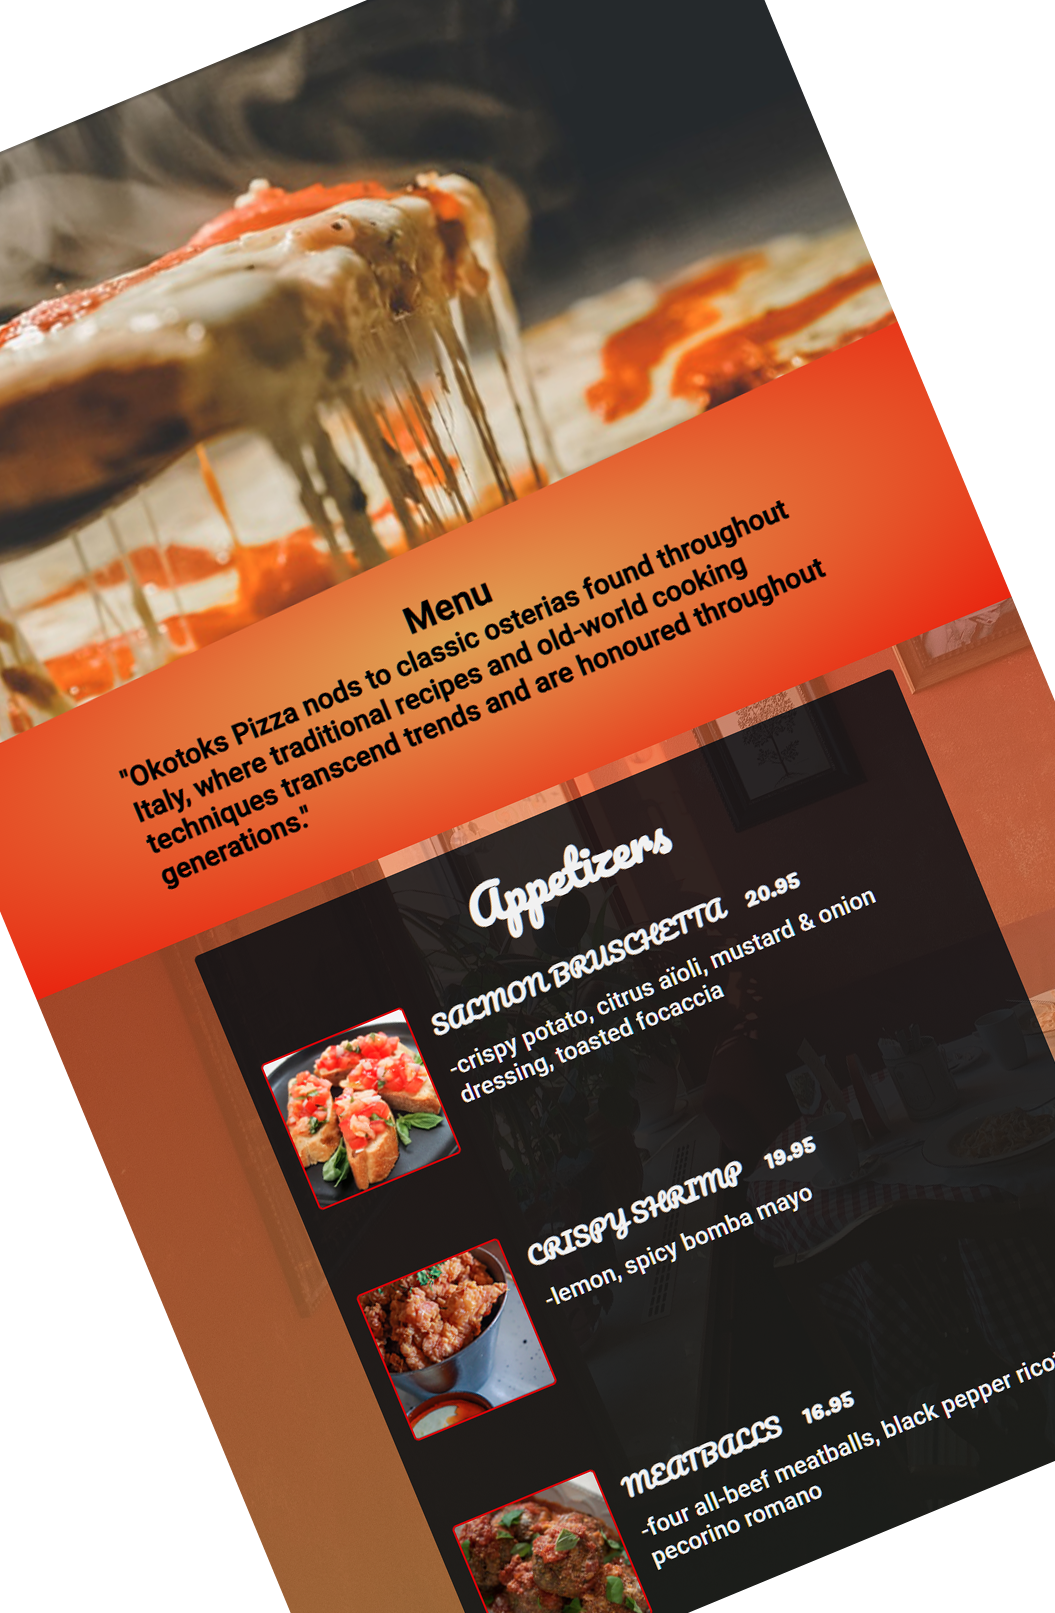 Menu
"Okotoks Pizza nods to classic osterias found throughout
Italy, where traditional recipes and old-world cooking
techniques transcend trends and are honoured throughout
generations."
Appetizers
SALMON BRUSCHETTA 20.95
-crispy potato, citrus aïoli, mustard & onion
dressing, toasted focaccia
CRISPY SHRIMP 19.95
-lemon, spicy bomba mayo
MEATBALLS 16.95
-four all-beef meatballs, black pepper
pecorino romano